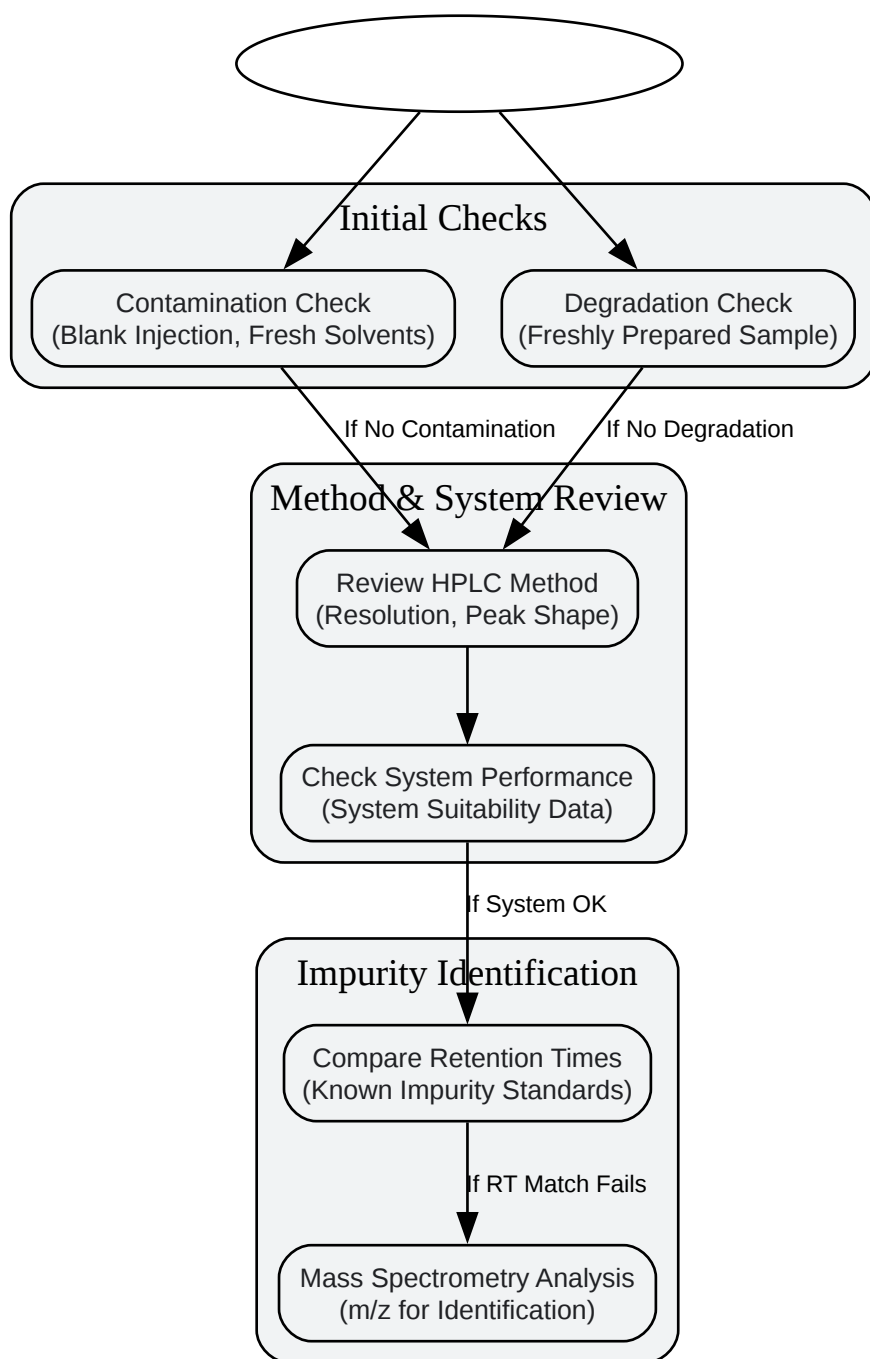 Initial Checks
Contamination Check
(Blank Injection, Fresh Solvents)
Degradation Check
(Freshly Prepared Sample)
If No Contamination
If No Degradation
Method & System Review
Review HPLC Method
(Resolution, Peak Shape)
Check System Performance
(System Suitability Data)
If System OK
Impurity Identification
Compare Retention Times
(Known Impurity Standards)
If RT Match Fails
Mass Spectrometry Analysis
(m/z for Identification)